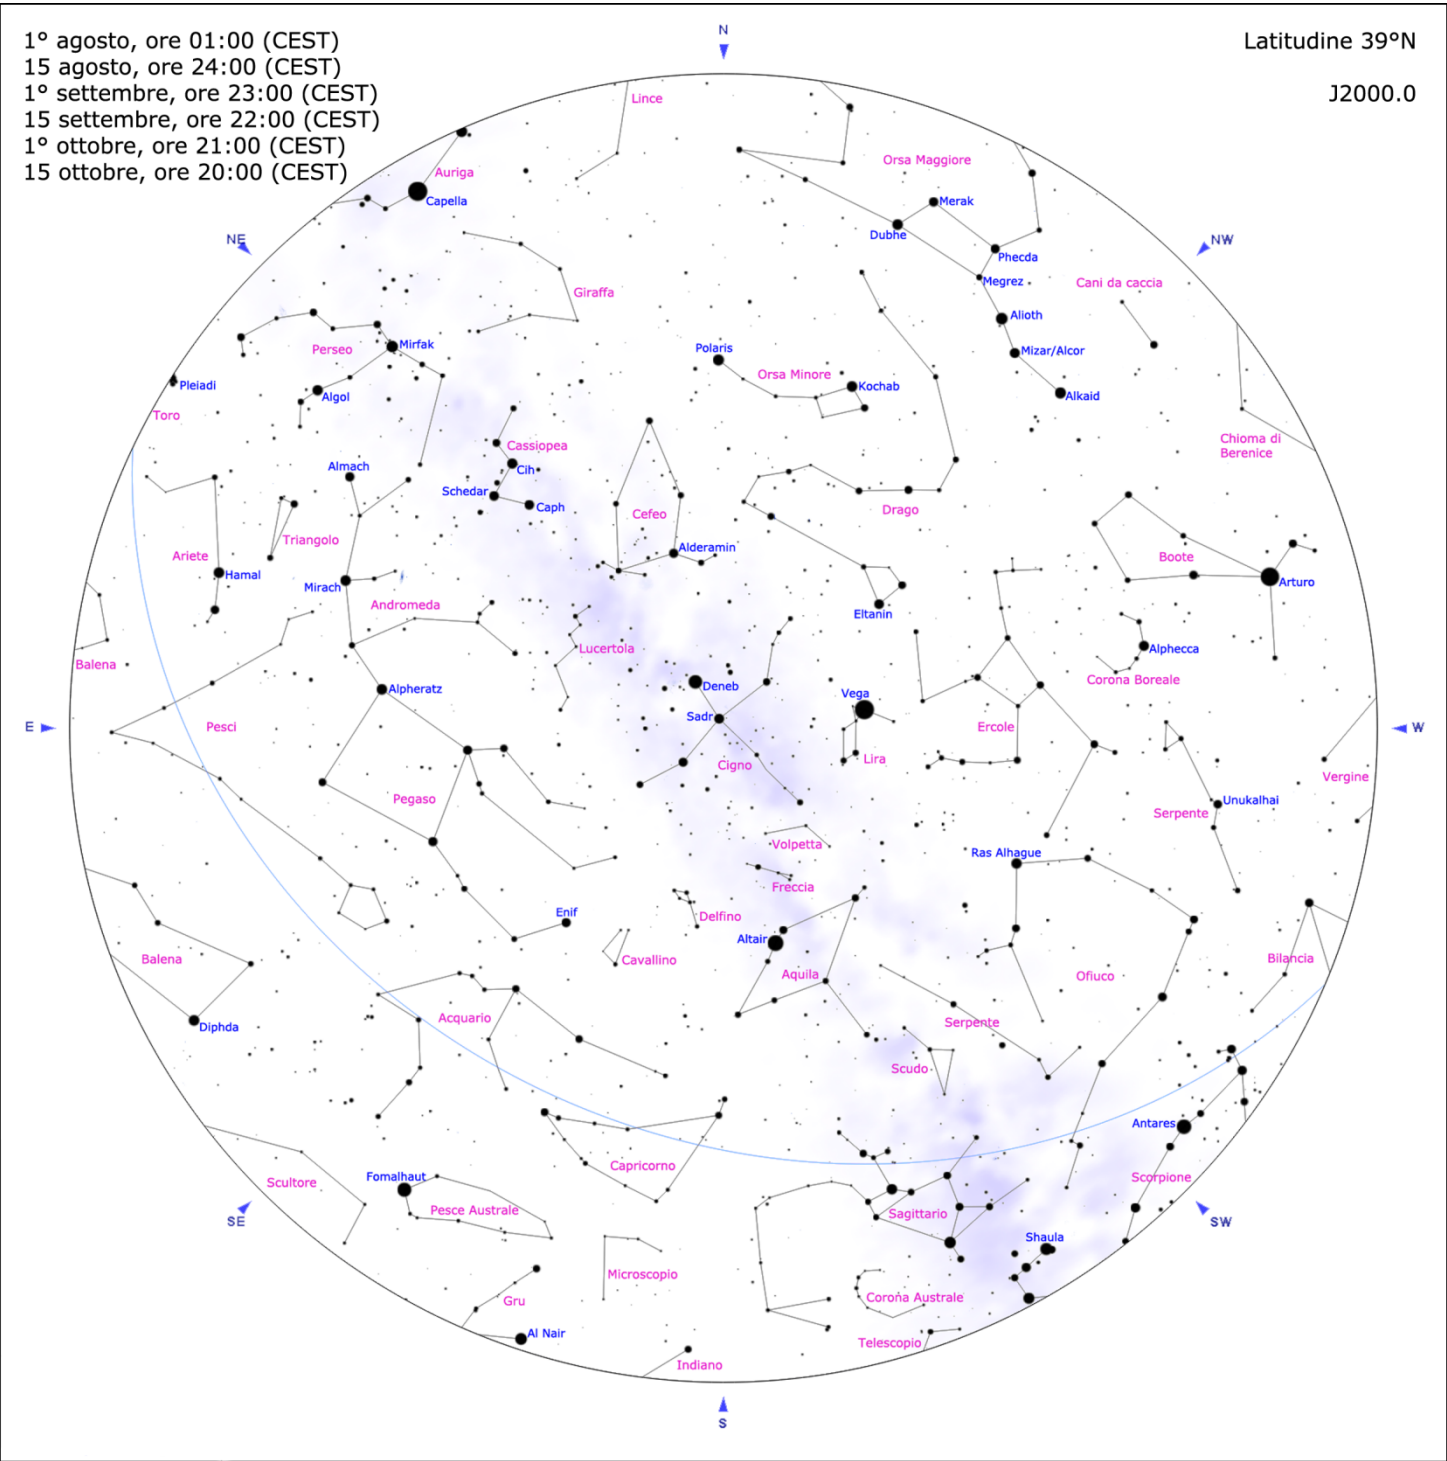 1° agosto, ore 01:00 (CEST)
15 agosto, ore 24:00 (CEST)
1° settembre, ore 23:00 (CEST)
15 settembre, ore 22:00 (CEST)
1° ottobre, ore 21:00 (CEST)
15 ottobre, ore 20:00 (CEST)
Latitudine 39°N
J2000.0
N
Lince
Orsa Maggiore
Auriga
Capella
Merak
Dubhe
NE
NW
Phecda
Megrez
Cani da caccia
Giraffa
Alioth
Mirfak
Perseo
Polaris
Mizar/Alcor
Orsa Minore
Pleiadi
Kochab
Algol
Alkaid
Toro
Chioma di
Berenice
Cassiopea
Almach
Cih
Schedar
Caph
Cefeo
Drago
Triangolo
Ariete
Alderamin
Boote
Hamal
Mirach
Arturo
Andromeda
Eltanin
Lucertola
Alphecca
Balena
Corona Boreale
Alpheratz
Deneb
Vega
Sadr
E
Pesci
Ercole
W
Cigno
Lira
Vergine
Pegaso
Unukalhai
Serpente
Volpetta
Ras Alhague
Freccia
Enif
Delfino
Altair
Balena
Cavallino
Bilancia
Aquila
Ofiuco
Acquario
Diphda
Serpente
Scudo
Antares
Capricorno
Fomalhaut
Scorpione
Scultore
Pesce Australe
Sagittario
SE
SW
Shaula
Microscopio
Gru
Corona Australe
Al Nair
Telescopio
Indiano
S